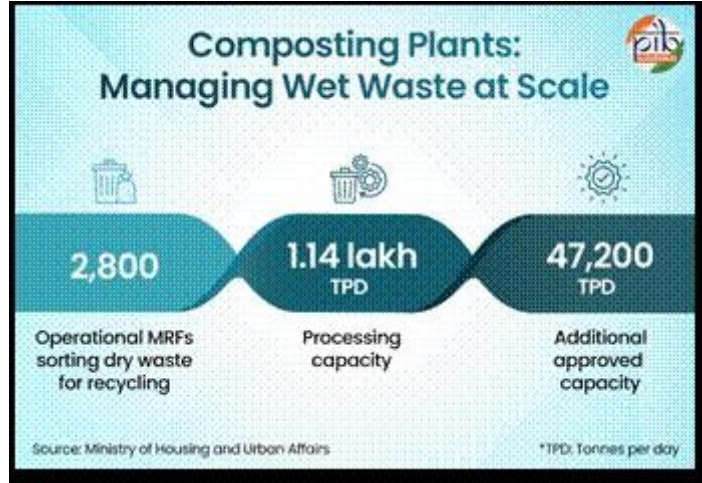 Composting Plants:
Managing Wet Waste at Scale
pib
2,800
Operational MRFs
sorting dry waste
for recycling
1.14 lakh
TPD
Processing
capacity
47,200
TPD
Additional
approved
capacity
Source: Ministry of Housing and Urban Affairs
*TPD: Tonnes per day